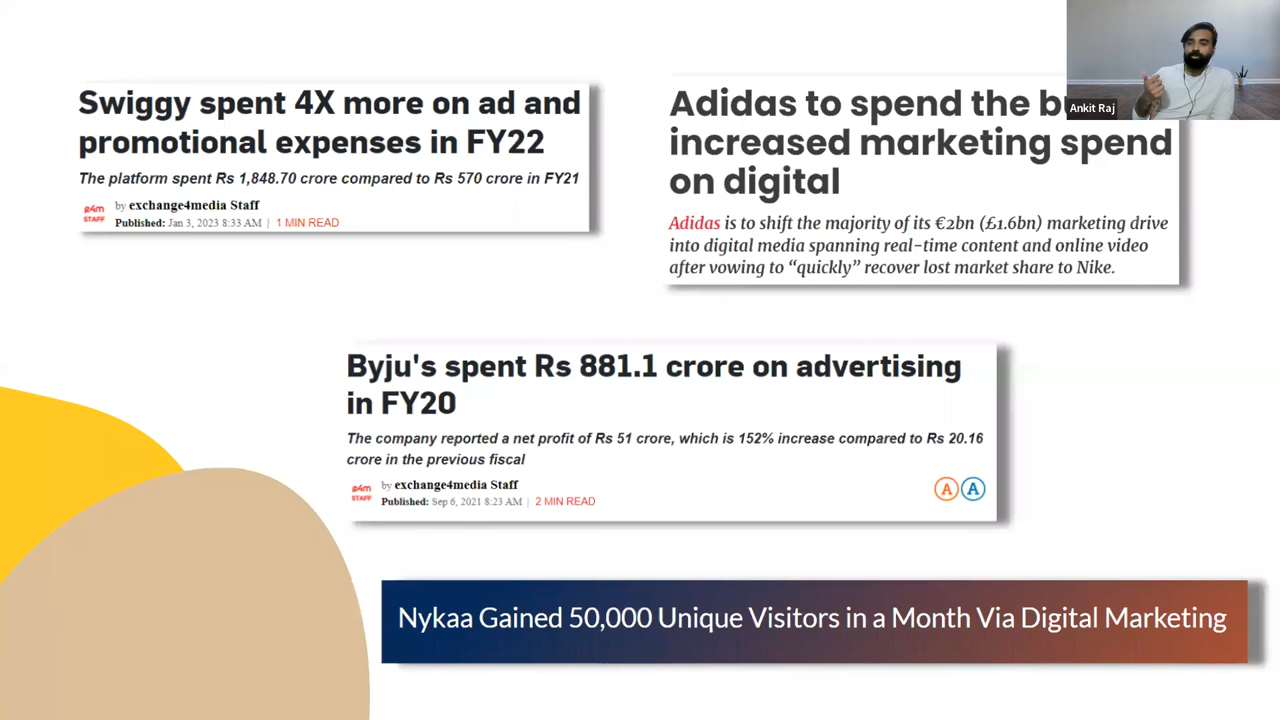 Swiggy spent 4X more on ad and
promotional expenses in FY22
The platform spent Rs 1,848.70 crore compared to Rs 570 crore in FY21
e4m
STAFF
by exchange4media Staff
Published: Jan 3, 2023 8:33 AM | 1 MIN READ
Adidas to spend the
increased marketing spend
on digital
Adidas is to shift the majority of its €2bn (£1.6bn) marketing drive
into digital media spanning real-time content and online video
after vowing to “quickly” recover lost market share to Nike.
Ankit Raj
Byju's spent Rs 881.1 crore on advertising
in FY20
The company reported a net profit of Rs 51 crore, which is 152% increase compared to Rs 20.16
crore in the previous fiscal
e4m
STAFF
by exchange4media Staff
Published: Sep 6, 2021 8:23 AM | 2 MIN READ
A A
Nykaa Gained 50,000 Unique Visitors in a Month Via Digital Marketing